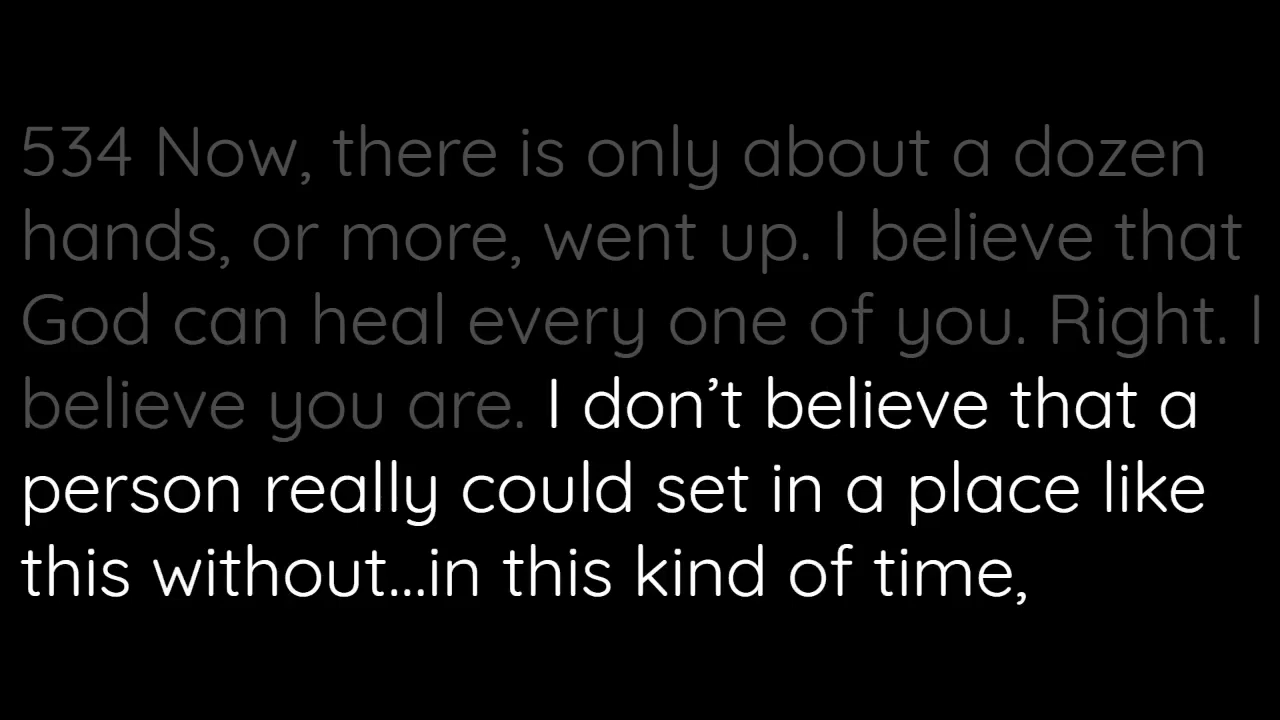 534 Now, there is only about a dozen
hands, or more, went up. I believe that
God can heal every one of you. Right. I
believe you are. I don’t believe that a
person really could set in a place like
this without...in this kind of time,